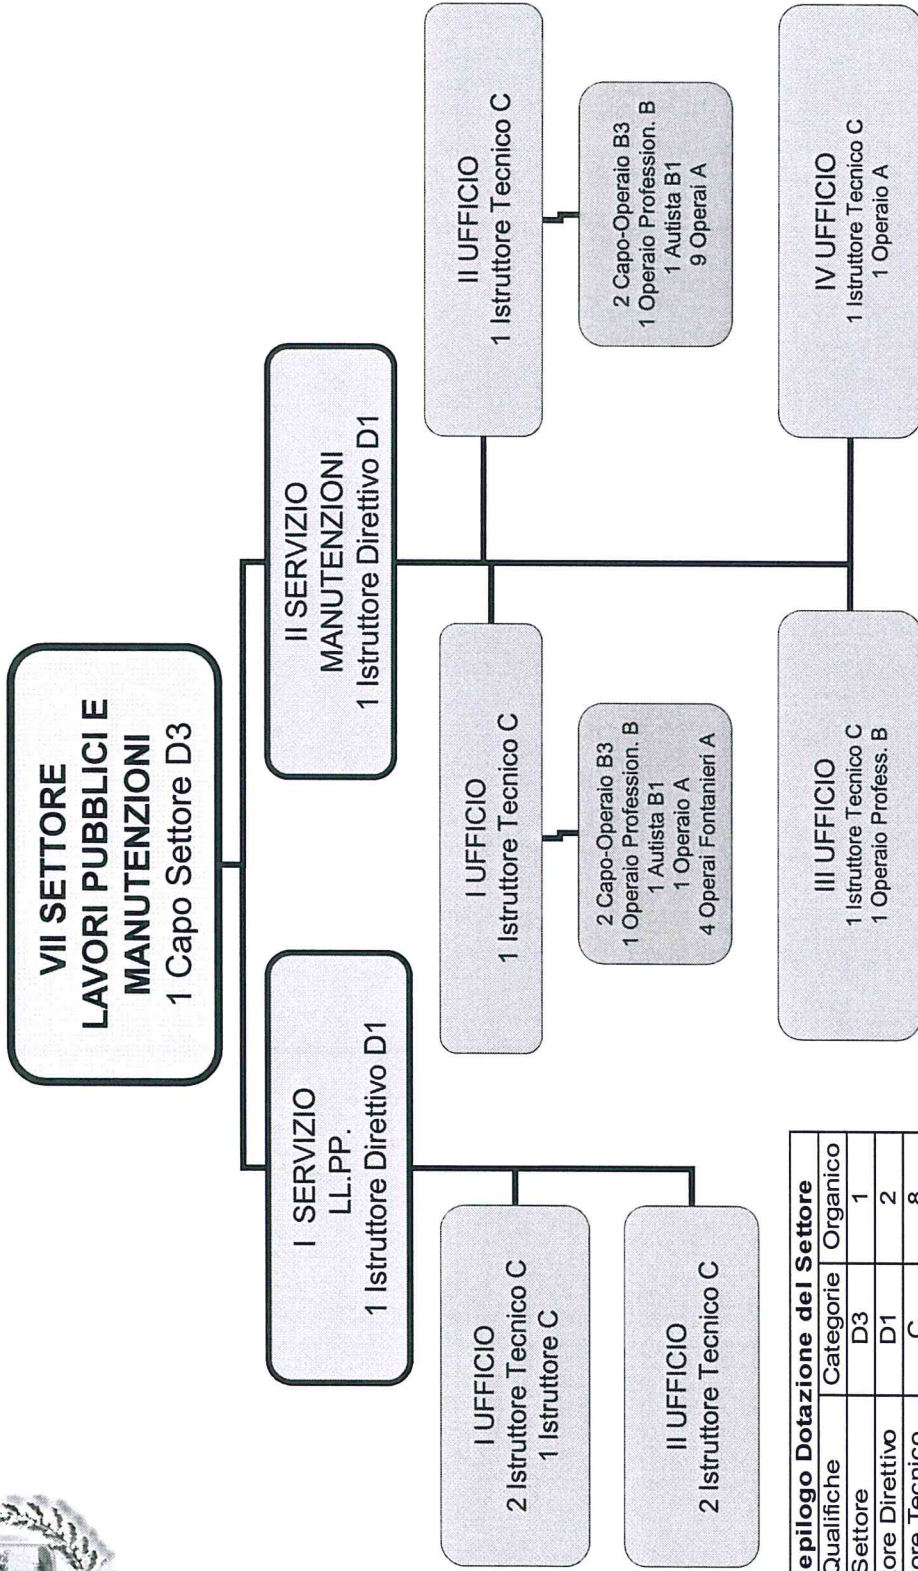 VII SETTORE
LAVORI PUBBLICI E
MANUTENZIONI
1 Capo Settore D3
I SERVIZIO
LL.PP.
1 Istruttore Direttivo D1
II SERVIZIO
MANUTENZIONI
1 Istruttore Direttivo D1
I UFFICIO
2 Istruttore Tecnico C
1 Istruttore C
II UFFICIO
2 Istruttore Tecnico C
I UFFICIO
1 Istruttore Tecnico C
2 Capo-Operaio B3
1 Operaio Profession. B
1 Autista B1
1 Operaio A
4 Operai Fontanieri A
II UFFICIO
1 Istruttore Tecnico C
2 Capo-Operaio B3
1 Operaio Profession. B
1 Autista B1
9 Operai A
III UFFICIO
1 Istruttore Tecnico C
1 Operaio Profess. B
IV UFFICIO
1 Istruttore Tecnico C
1 Operaio A
epilogo Dotazione del Settore
Qualifiche Categorie Organico
Settore D3 1
ore Direttivo D1 2
ore Tecnico C 8